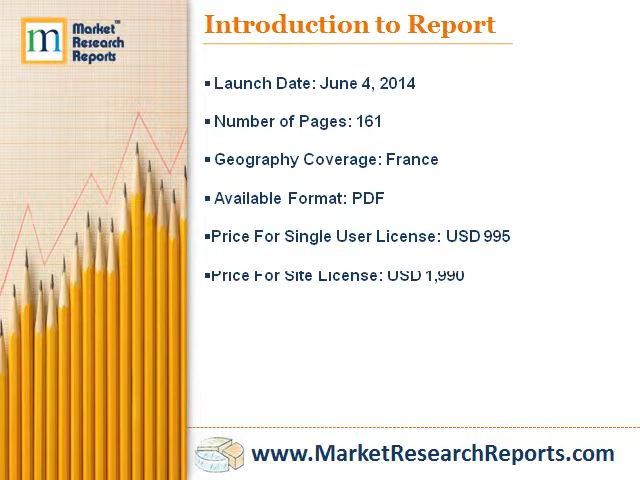 m
Market™
Research
Reports
Introduction to Report
▪ Launch Date: June 4, 2014
▪ Number of Pages: 161
▪ Geography Coverage: France
▪ Available Format: PDF
▪Price For Single User License: USD 995
▪Price For Site License: USD 1,990
www.MarketResearchReports.com